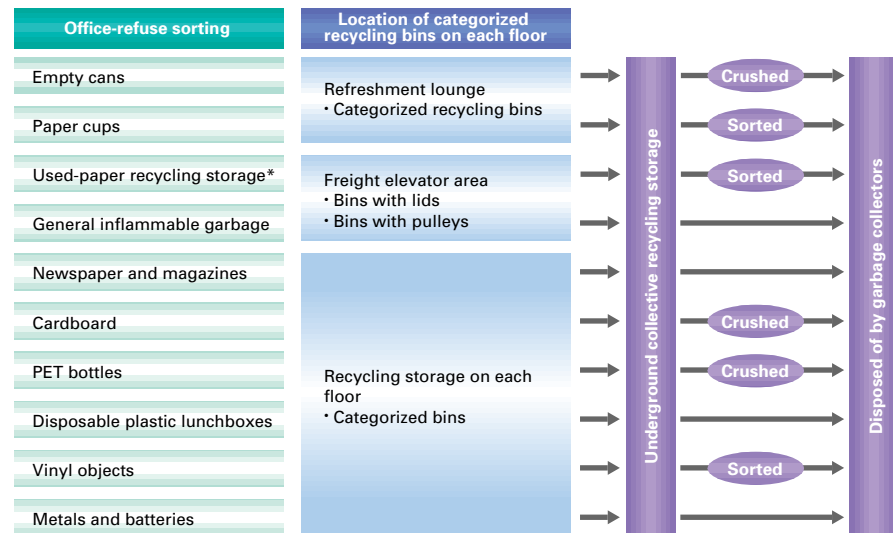 Office-refuse sorting
Location of categorized
recycling bins on each floor
Empty cans
Paper cups
Used-paper recycling storage*
General inflammable garbage
Newspaper and magazines
Cardboard
PET bottles
Disposable plastic lunchboxes
Vinyl objects
Metals and batteries
Refreshment lounge
・Categorized recycling bins
Freight elevator area
・Bins with lids
・Bins with pulleys
Recycling storage on each
floor
・Categorized bins
Underground collective recycling storage
Crushed
Sorted
Sorted
Crushed
Crushed
Sorted
Disposed of by garbage collectors